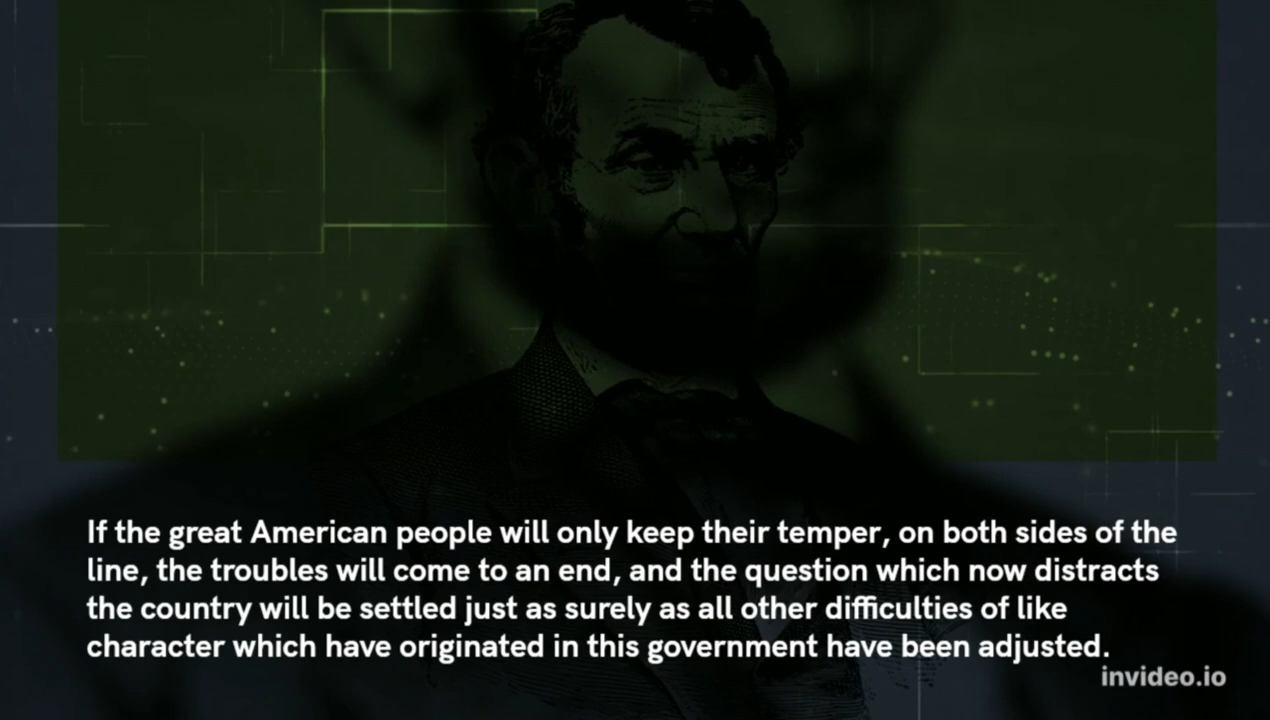 If the great American people will only keep their temper, on both sides of the
line, the troubles will come to an end, and the question which now distracts
the country will be settled just as surely as all other difficulties of like
character which have originated in this government have been adjusted.
invideo.io